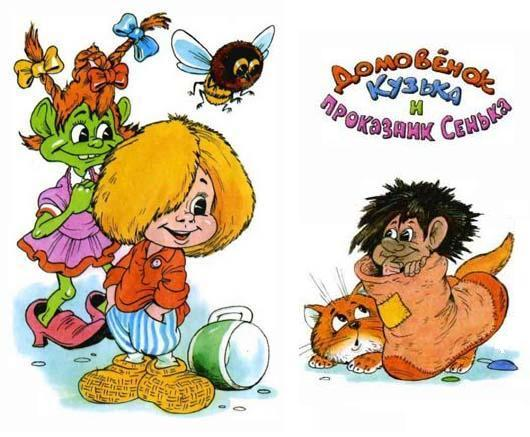 Домовёнок
Кузька
и
проказник Сенька